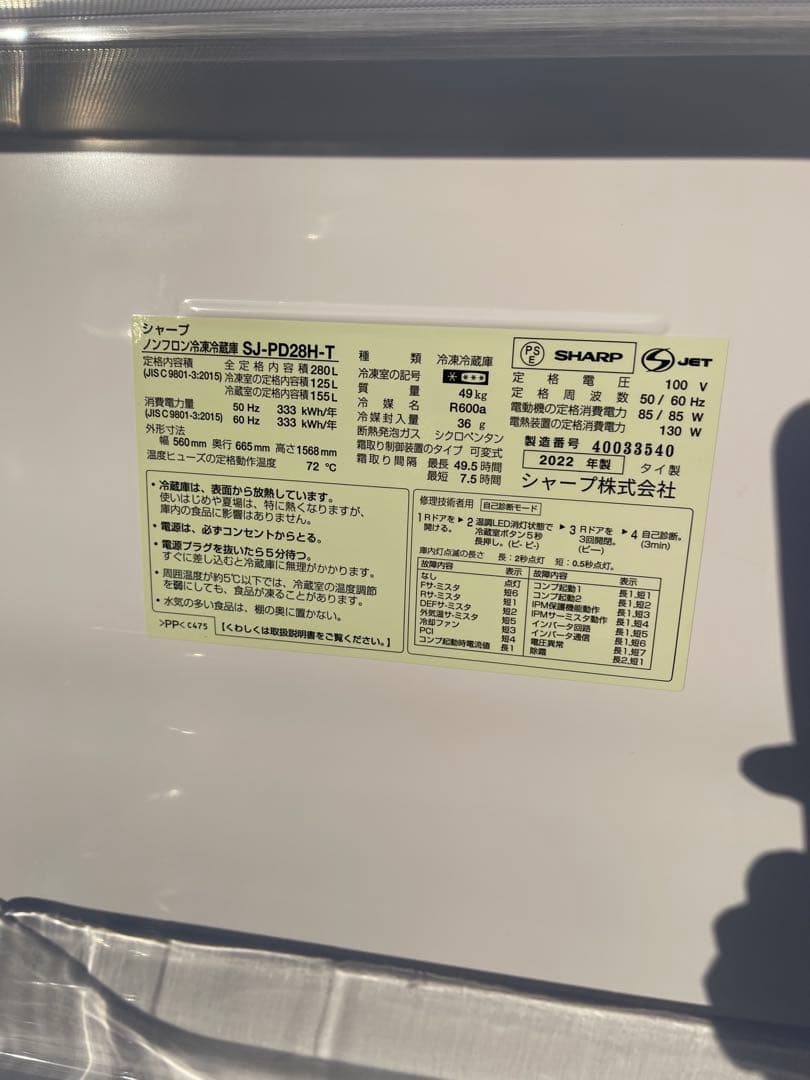 シャープ
ノンフロン冷凍冷蔵庫 SJ-PD28H-T
定格内容積 全定格内容積 280L
(JIS C 9801-3:2015) 冷凍室の定格内容積 125L
冷蔵室の定格内容積 155L
消費電力量 50 Hz 333 kWh/年
(JIS C 9801-3:2015) 60 Hz 333 kWh/年
外形寸法
幅 560mm 奥行 665mm 高さ 1568mm
温度ヒューズの定格動作温度 72 ℃
種類 冷凍冷蔵庫
冷凍室の記号
質量 49kg
冷媒名 R600a
冷媒封入量 36 g
断熱発泡ガス シクロペンタン
霜取り制御装置のタイプ 可変式
霜取り間隔 最長 49.5 時間
最短 7.5 時間
PS
E
SHARP
JET
定格電圧 100 V
定格周波数 50/60 Hz
電動機の定格消費電力 85/85 W
電熱装置の定格消費電力 130 W
製造番号 40033540
2022 年製 タイ製
シャープ株式会社
・冷蔵庫は、表面から放熱しています。
使いはじめや夏場は、特に熱くなりますが、
庫内の食品に影響はありません。
・電源は、必ずコンセントからとる。
・電源プラグを抜いたら5分待つ。
すぐに差し込むと冷蔵庫に無理がかかります。
・周囲温度が約5℃以下では、冷蔵室の温度調節
を弱にしても、食品が凍ることがあります。
・水気の多い食品は、棚の奥に置かない。
>PP< C475 【くわしくは取扱説明書をご覧ください。】
修理技術者用 自己診断モード
1 Rドアを開ける。 ▶ 2 温調LED消灯状態で冷蔵室ボタン5秒長押し。(ピ-ピ-) ▶ 3 Rドアを3回開閉。(ピー) ▶ 4 自己診断。(3min)
庫内灯点滅の長さ 長：2秒点灯 短：0.5秒点灯。
故障内容 表示 故障内容 表示
なし 点灯 コンプ起動1 長1,短1
Fサ-ミスタ 短6 コンプ起動2 長1,短2
Rサ-ミスタ 短1 IPM保護機能動作 長1,短3
DEFサ-ミスタ 短2 IPMサーミスタ動作 長1,短4
外気温サ-ミスタ 短5 インバータ回路 長1,短5
冷却ファン 短3 インバータ通信 長1,短6
PCI 短4 電圧異常 長1,短7
コンプ起動時電流値 長1 除霜 長2,短1